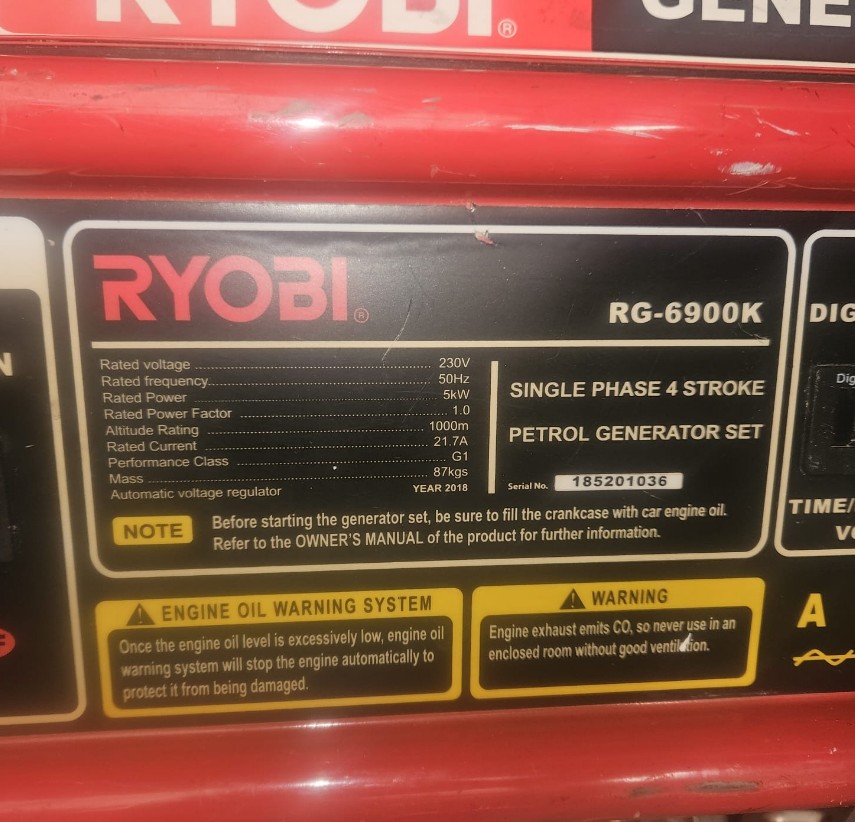 RYOBI®
GENE
RYOBI®
RG-6900K
DIG
N
Rated voltage 230V
Rated frequency 50Hz
Rated Power 5kW
Rated Power Factor 1.0
Altitude Rating 1000m
Rated Current 21.7A
Performance Class G1
Mass 87kgs
Automatic voltage regulator YEAR 2018
SINGLE PHASE 4 STROKE
PETROL GENERATOR SET
Serial No. 185201036
Dig
TIME/
V
NOTE
Before starting the generator set, be sure to fill the crankcase with car engine oil.
Refer to the OWNER'S MANUAL of the product for further information.
ENGINE OIL WARNING SYSTEM
Once the engine oil level is excessively low, engine oil
warning system will stop the engine automatically to
protect it from being damaged.
WARNING
Engine exhaust emits CO, so never use in an
enclosed room without good ventilation.
A
F